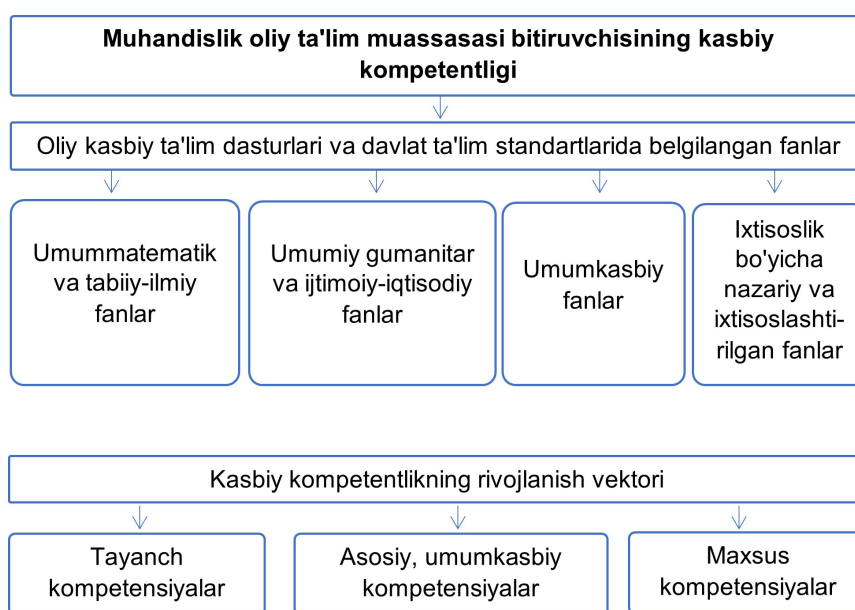 Muhandislik oliy ta'lim muassasasi bitiruvchisining kasbiy
kompetentligi
Oliy kasbiy ta'lim dasturlari va davlat ta'lim standartlarida belgilangan fanlar
Umummatematik
va tabiiy-ilmiy
fanlar
Umumiy gumanitar
va ijtimoiy-iqtisodiy
fanlar
Umumkasbiy
fanlar
Ixtisoslik
bo'yicha
nazariy va
ixtisoslashti-
rilgan fanlar
Kasbiy kompetentlikning rivojlanish vektori
Tayanch
kompetensiyalar
Asosiy, umumkasbiy
kompetensiyalar
Maxsus
kompetensiyalar